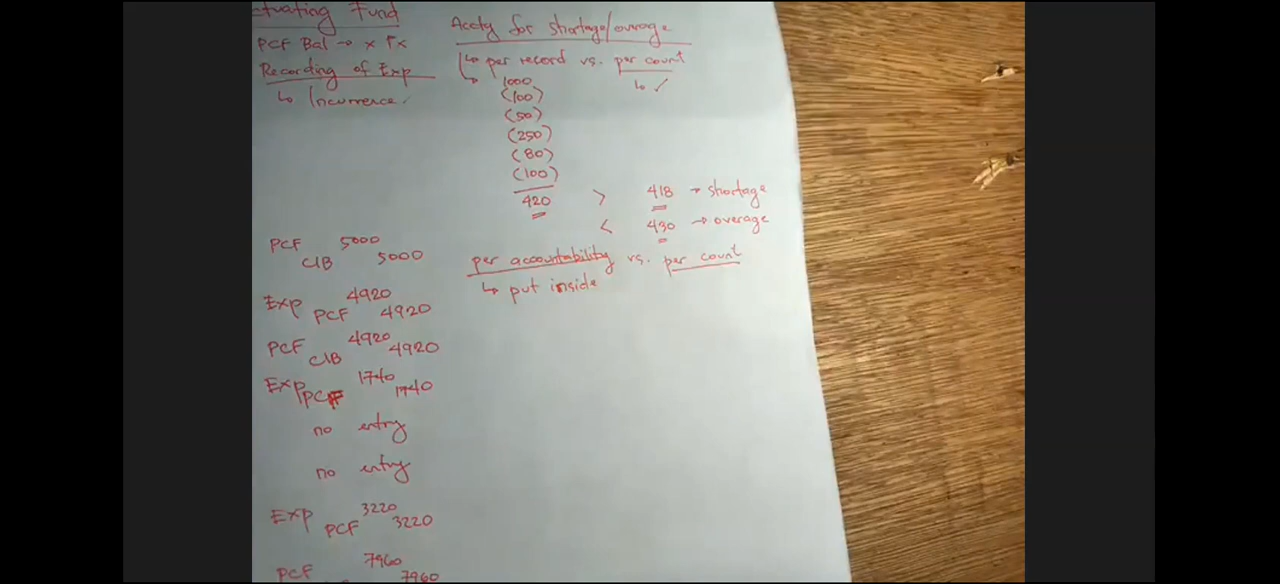 Fund
PCF Bal → x Fx
Recording of Exp
↳ Incurrence
PCF 5000
CIB 5000
Exp 4920
PCF 4920
PCF 4920
CIB 4920
Exp 1740
PCF 1740
no entry
no entry
Exp 3220
PCF 3220
PCF 7960
7960
Acctg for shortage/overage
↳ per record vs. per count
↳ 1000
↳ ✓
(100)
(50)
(250)
(80)
(100)
420 > 418 → shortage
< 430 → overage
per accountability vs. per count
↳ put inside